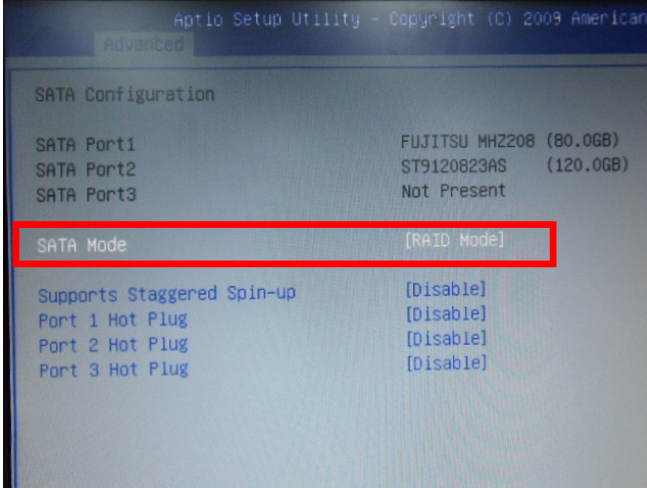 Aptio Setup Utility - Copyright (C) 2009 American
Advanced
SATA Configuration
SATA Port1 FUJITSU MHZ208 (80.0GB)
SATA Port2 ST9120823AS (120.0GB)
SATA Port3 Not Present
SATA Mode [RAID Mode]
Supports Staggered Spin-up [Disable]
Port 1 Hot Plug [Disable]
Port 2 Hot Plug [Disable]
Port 3 Hot Plug [Disable]